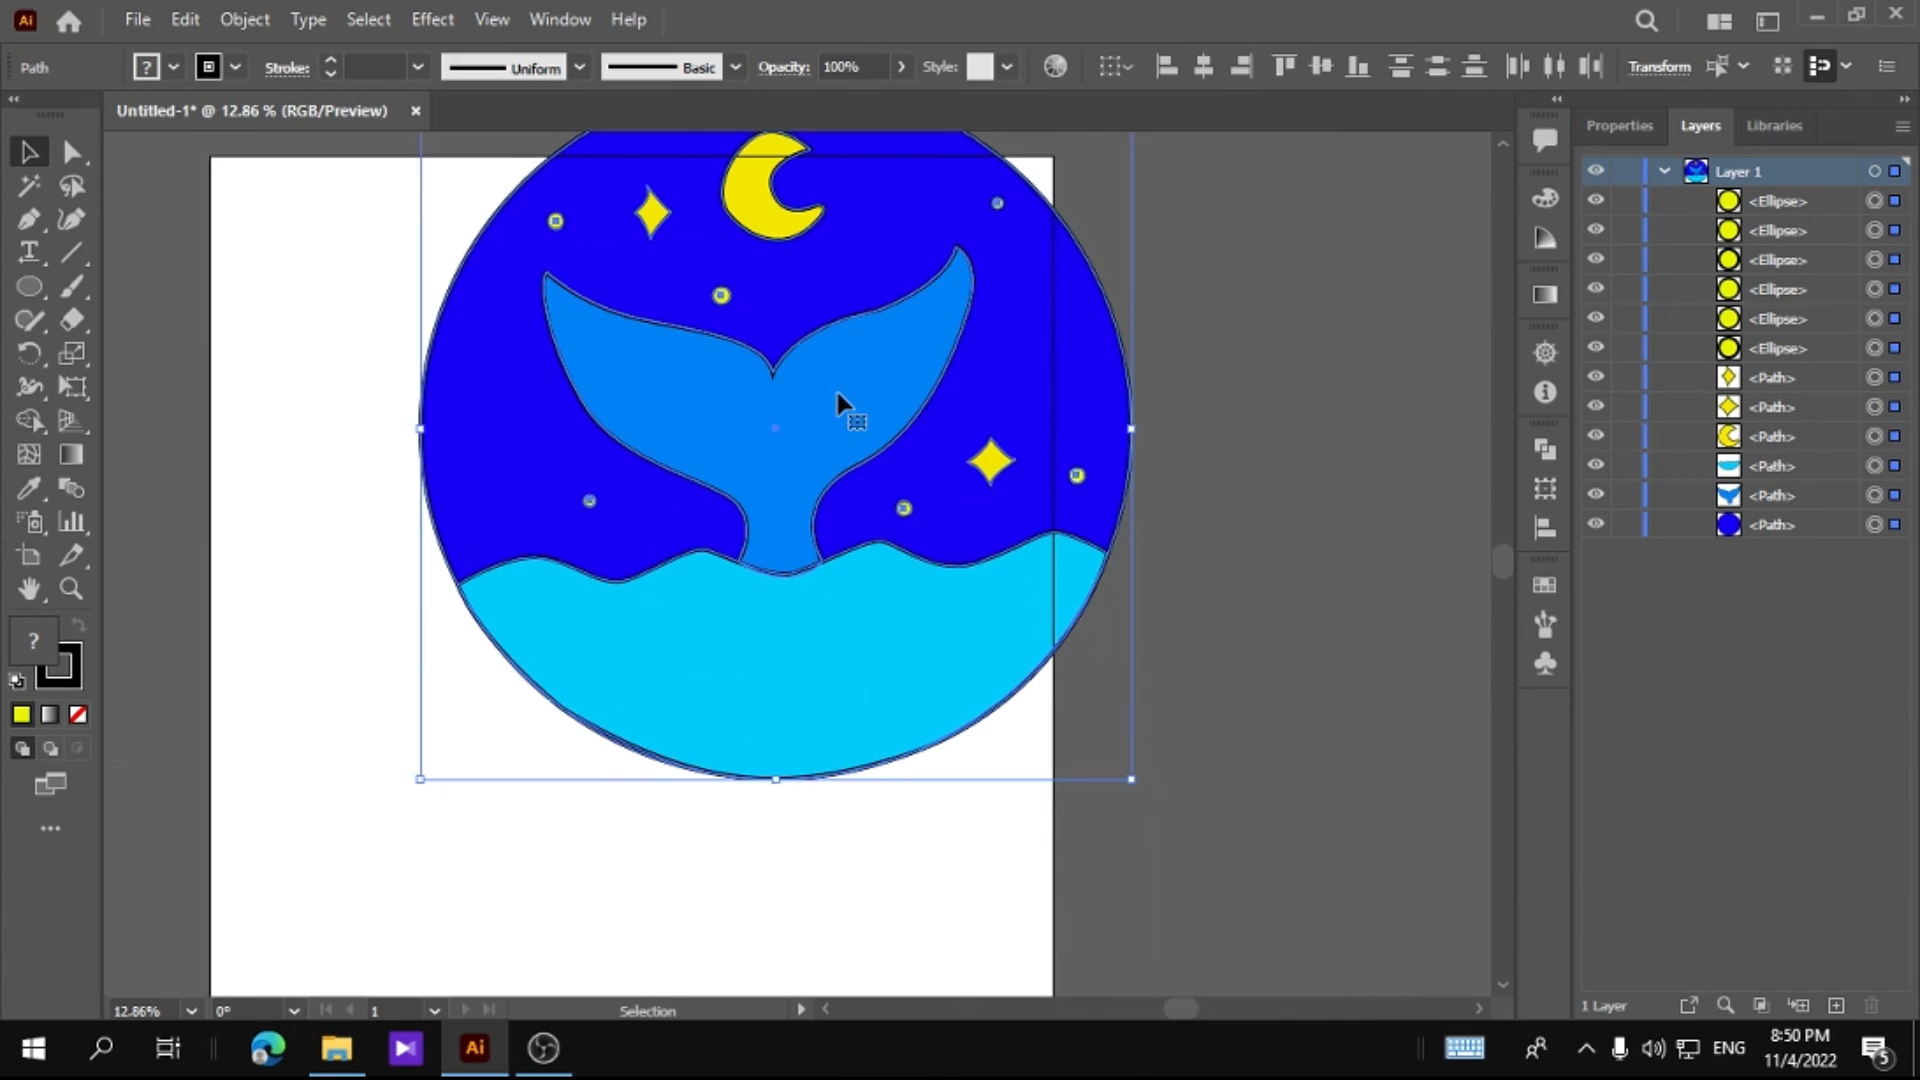 Ai File Edit Object Type Select Effect View Window Help
Path ? Stroke: Uniform Basic Opacity: 100% Style: Transform
Untitled-1* @ 12.86 % (RGB/Preview) ×
Properties Layers Libraries
Layer 1
<Ellipse>
<Ellipse>
<Ellipse>
<Ellipse>
<Ellipse>
<Ellipse>
<Path>
<Path>
<Path>
<Path>
<Path>
<Path>
?
12.86% 0° 1 Selection
1 Layer
Ai
ENG
8:50 PM
11/4/2022
5